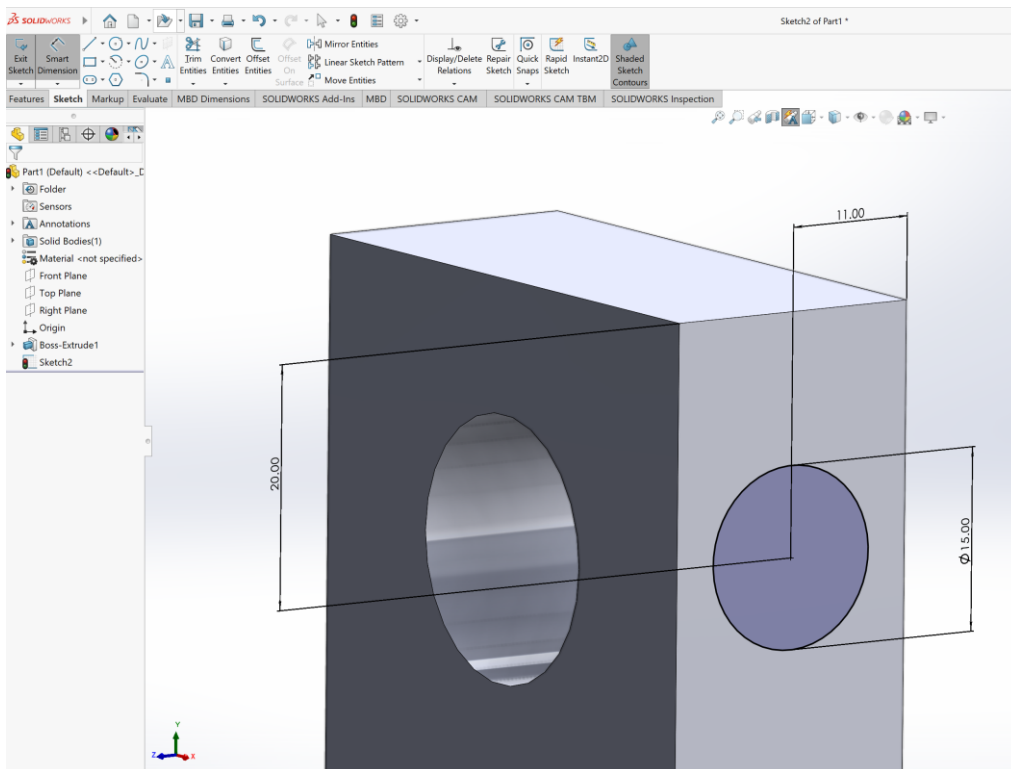 SOLIDWORKS
Sketch2 of Part1 *
Exit Sketch
Smart Dimension
Trim Entities
Convert Entities
Offset Entities
Offset On Surface
Mirror Entities
Linear Sketch Pattern
Move Entities
Display/Delete Relations
Repair Sketch
Quick Snaps
Rapid Sketch
Instant2D
Shaded Sketch Contours
Features Sketch Markup Evaluate MBD Dimensions SOLIDWORKS Add-Ins MBD SOLIDWORKS CAM SOLIDWORKS CAM TBM SOLIDWORKS Inspection
Part1 (Default) <<Default>_D
Folder
Sensors
Annotations
Solid Bodies(1)
Material <not specified>
Front Plane
Top Plane
Right Plane
Origin
Boss-Extrude1
Sketch2
11.00
20.00
Ø15.00
Y
Z
X